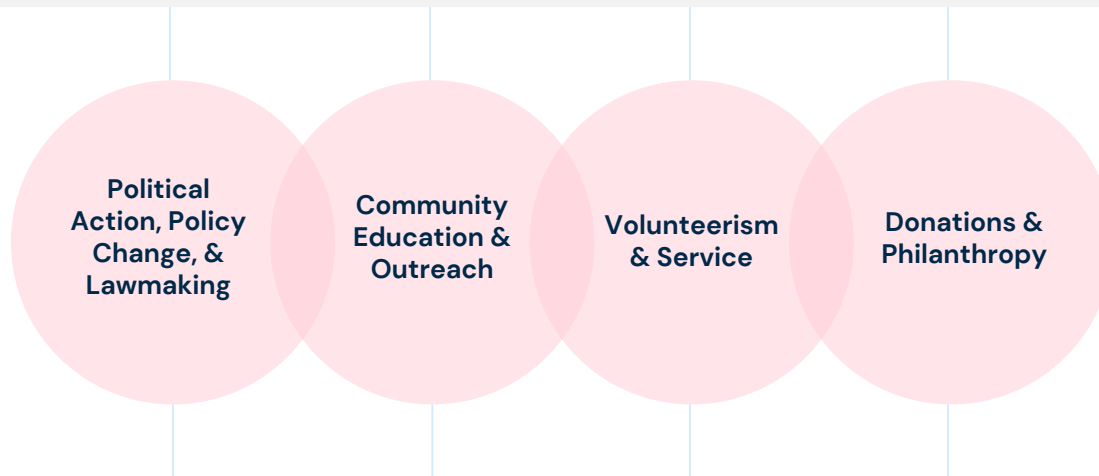 Political
Action, Policy
Change, &
Lawmaking
Community
Education &
Outreach
Volunteerism
& Service
Donations &
Philanthropy